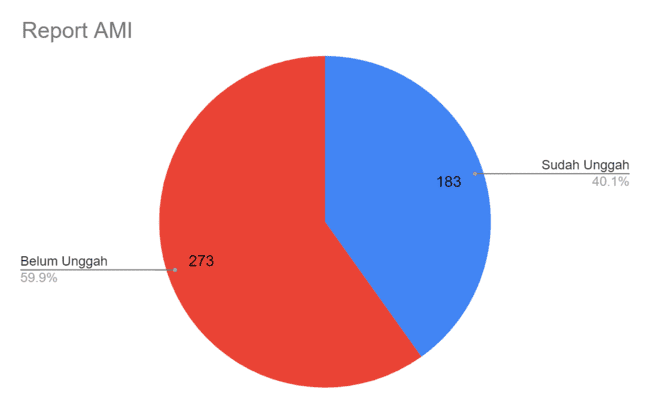 Report AMI
Sudah Unggah
183
40.1%
273
Belum Unggah
59.9%